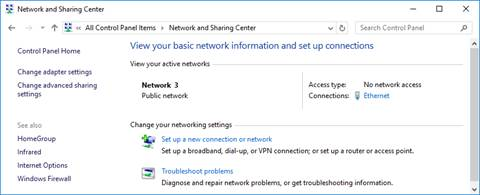 Network and Sharing Center
All Control Panel Items > Network and Sharing Center
Search Control Panel
Control Panel Home
Change adapter settings
Change advanced sharing
settings
See also
HomeGroup
Infrared
Internet Options
Windows Firewall
View your basic network information and set up connections
View your active networks
Network 3
Public network
Access type: No network access
Connections: Ethernet
Change your networking settings
Set up a new connection or network
Set up a broadband, dial-up, or VPN connection; or set up a router or access point.
Troubleshoot problems
Diagnose and repair network problems, or get troubleshooting information.